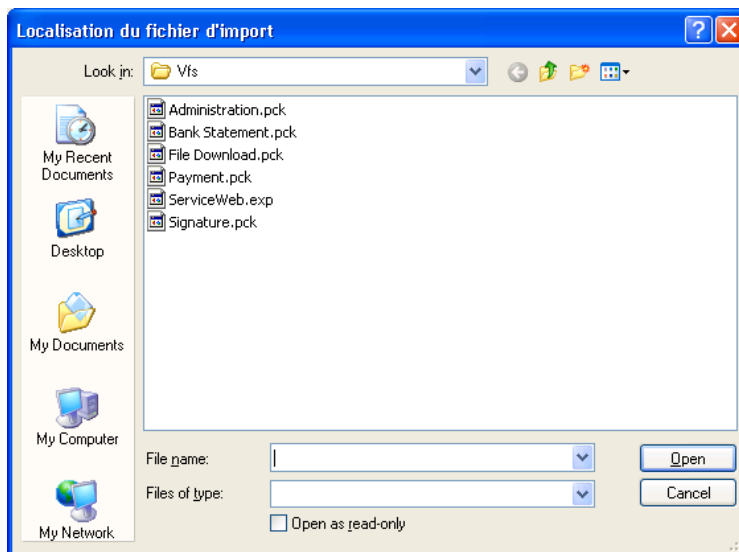 Localisation du fichier d'import
Look in:
Vfs
My Recent
Documents
Desktop
My Documents
My Computer
My Network
Administration.pck
Bank Statement.pck
File Download.pck
Payment.pck
ServiceWeb.exp
Signature.pck
File name:
Open
Files of type:
Cancel
Open as read-only